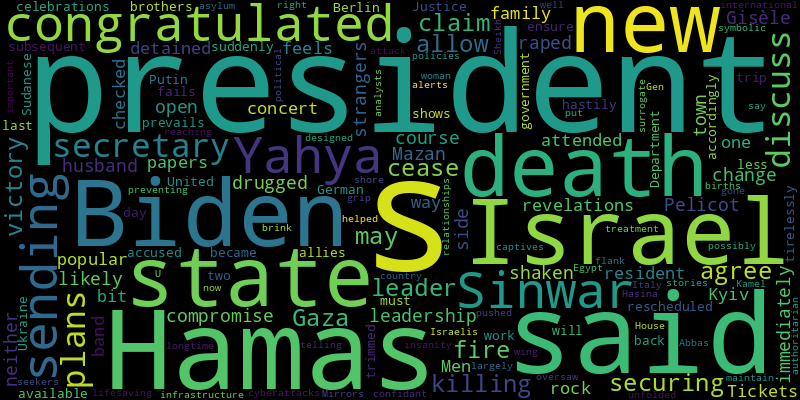 celebrations
brothers
asylum
right
Berlin
Justice
family
new
Gisèle
international
well
congratulated
claim
ensure
symbolic
subsequent
detained
suddenly
feels
allow
raped
attack
policies
Sheikh
president
important
Sudanese
checked
Putin
fails
open
political
strangers
analysts
woman
alerts
shows
government
surrogate
Gen
put
hastily
trip
say
discuss
last
prevails
concert
course
town
accordingly
reaching
designed
secretary
Yahya
Mazan
attended
Department
one
husband
papers
cease
death
change
less
victory
United
drugged
German
revelations
births
preventing
shore
way
Pelicot
gone
day
grip
relationships
side
treatment
tirelessly
sending
Biden
S
Israel
helped
may
captives
possibly
popular
accused
became
brink
allies
flank
Egypt
Italy
stories
Kamel
likely
U
two
now
state
country
leader
shaken
Sinwar
resident
agree
Hasina
authoritarian
Kyiv
rescheduled
bit
must
plans
compromise
Gaza
leadership
Israelis
pushed
work
will
House
back
Abbas
immediately
neither
Ukraine
band
Hamas
longtime
telling
insanity
trimmed
wing
fire
said
Men
largely
unfolded
seekers
available
lifesaving
infrastructure
cyberattacks
Mirrors
confidant
killing
oversaw
rock
securing
maintain
Tickets